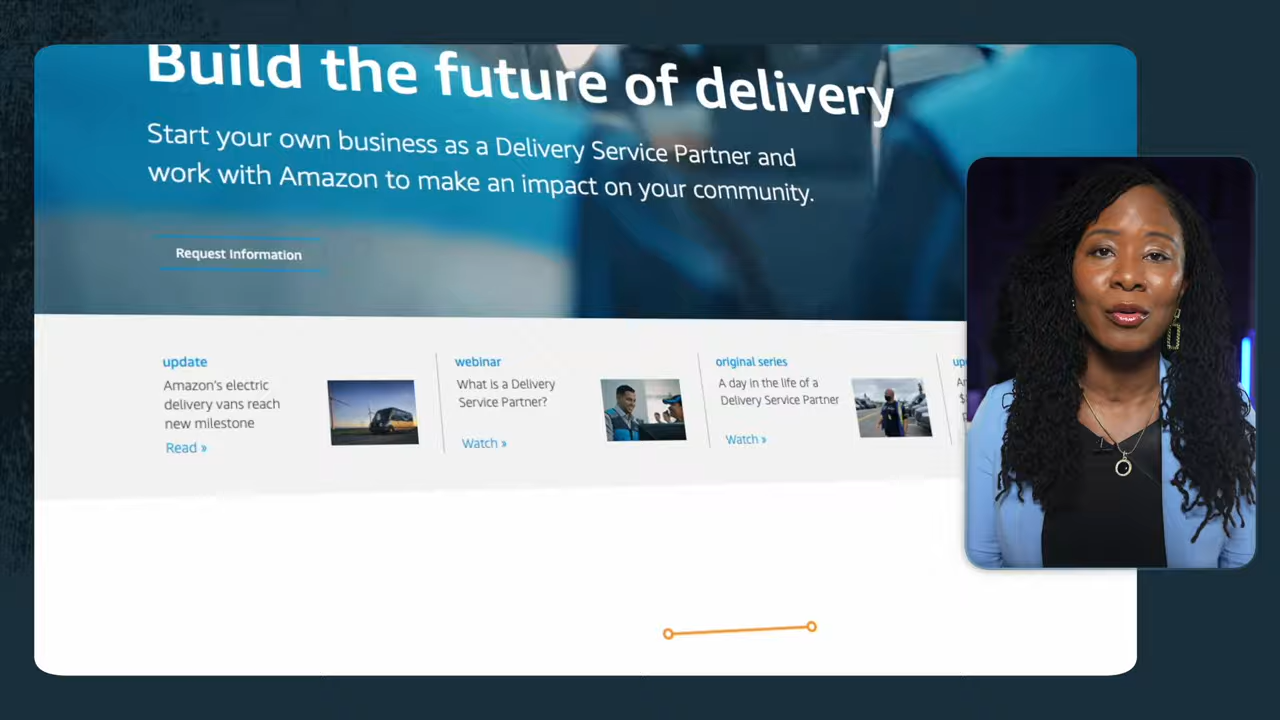 Build the future of delivery
Start your own business as a Delivery Service Partner and
work with Amazon to make an impact on your community.
Request Information
update
Amazon's electric
delivery vans reach
new milestone
Read »
webinar
What is a Delivery
Service Partner?
Watch »
original series
A day in the life of a
Delivery Service Partner
Watch »